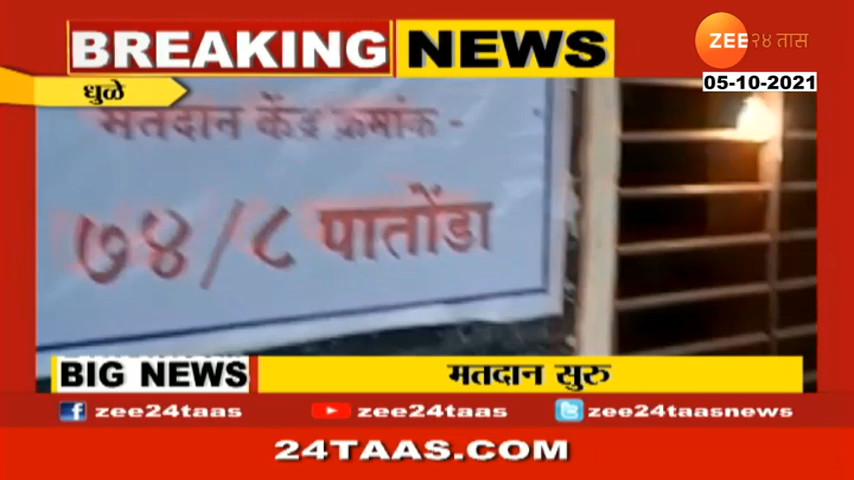 BREAKING NEWS
ZEE २४ तास
05-10-2021
धुळे
मतदान केंद्र क्रमांक -
७४/८ पातोंडा
BIG NEWS मतदान सुरु
zee24taas zee24taas zee24taasnews
24TAAS.COM